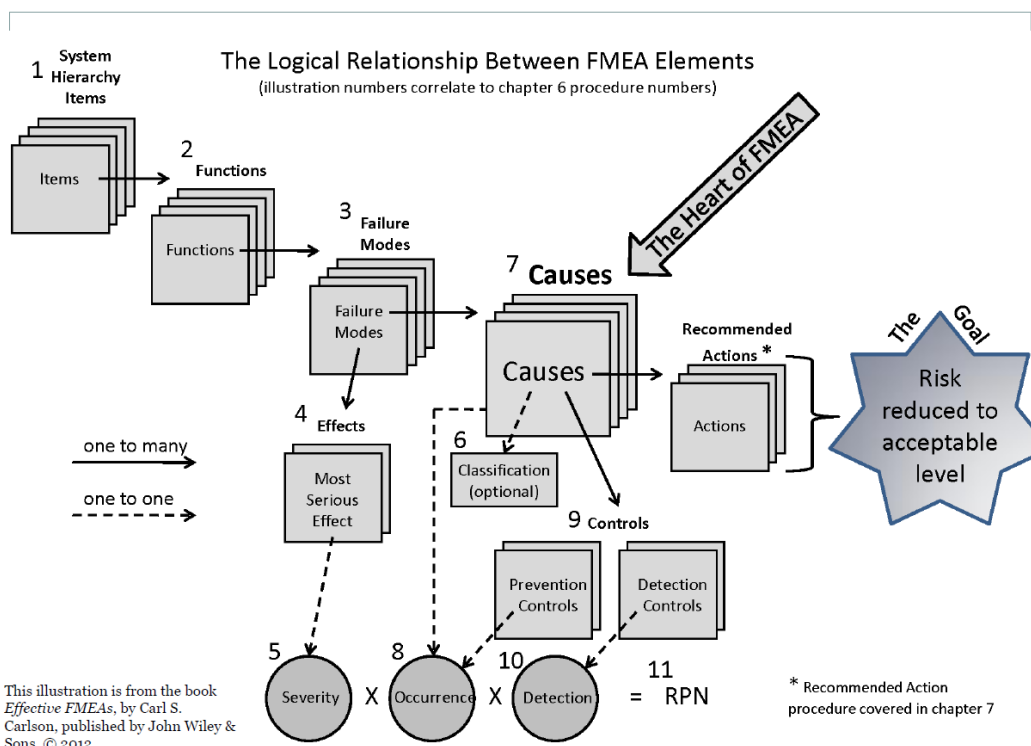 The Logical Relationship Between FMEA Elements
(illustration numbers correlate to chapter 6 procedure numbers)
1
System
Hierarchy
Items
Items
2
Functions
Functions
3
Failure
Modes
Failure
Modes
The Heart of FMEA
7
Causes
Causes
Recommended
Actions *
Actions
The Goal
Risk
reduced to
acceptable
level
4
Effects
Most
Serious
Effect
one to many
one to one
6
Classification
(optional)
9 Controls
Prevention
Controls
Detection
Controls
5
Severity
X
8
Occurrence
X
10
Detection
=
11
RPN
* Recommended Action
procedure covered in chapter 7
This illustration is from the book
Effective FMEAs, by Carl S.
Carlson, published by John Wiley &
Sons, © 2012